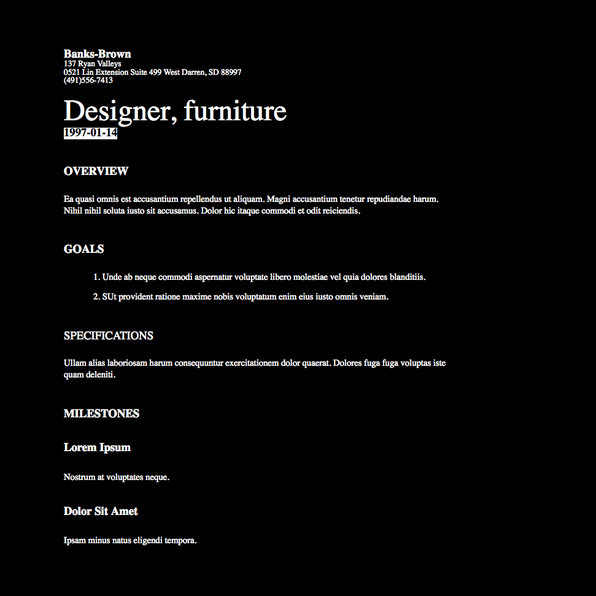 Banks-Brown
137 Ryan Valleys
0521 Lin Extension Suite 499 West Darren, SD 88997
(491)556-7413
Designer, furniture
1997-01-14
OVERVIEW
Ea quasi omnis est accusantium repellendus ut aliquam. Magni accusantium tenetur repudiandae harum.
Nihil nihil soluta iusto sit accusamus. Dolor hic itaque commodi et odit reiciendis.
GOALS
1. Unde ab neque commodi aspernatur voluptate libero molestiae vel quia dolores blanditiis.
2. SUt provident ratione maxime nobis voluptatum enim eius iusto omnis veniam.
SPECIFICATIONS
Ullam alias laboriosam harum consequuntur exercitationem dolor quaerat. Dolores fuga fuga voluptas iste
quam deleniti.
MILESTONES
Lorem Ipsum
Nostrum at voluptates neque.
Dolor Sit Amet
Ipsam minus natus eligendi tempora.